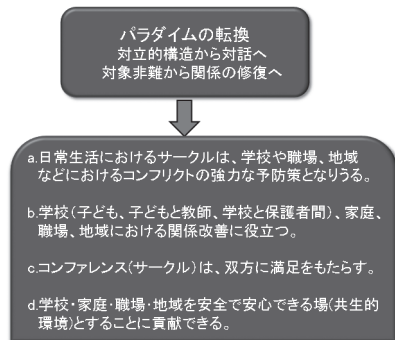 パラダイムの転換
対立的構造から対話へ
対象非難から関係の修復へ
a.日常生活におけるサークルは、学校や職場、地域
などにおけるコンフリクトの強力な予防策となりうる。
b.学校(子ども、子どもと教師、学校と保護者間)、家庭、
職場、地域における関係改善に役立つ。
c.コンファレンス(サークル)は、双方に満足をもたらす。
d.学校・家庭・職場・地域を安全で安心できる場(共生的
環境)とすることに貢献できる。